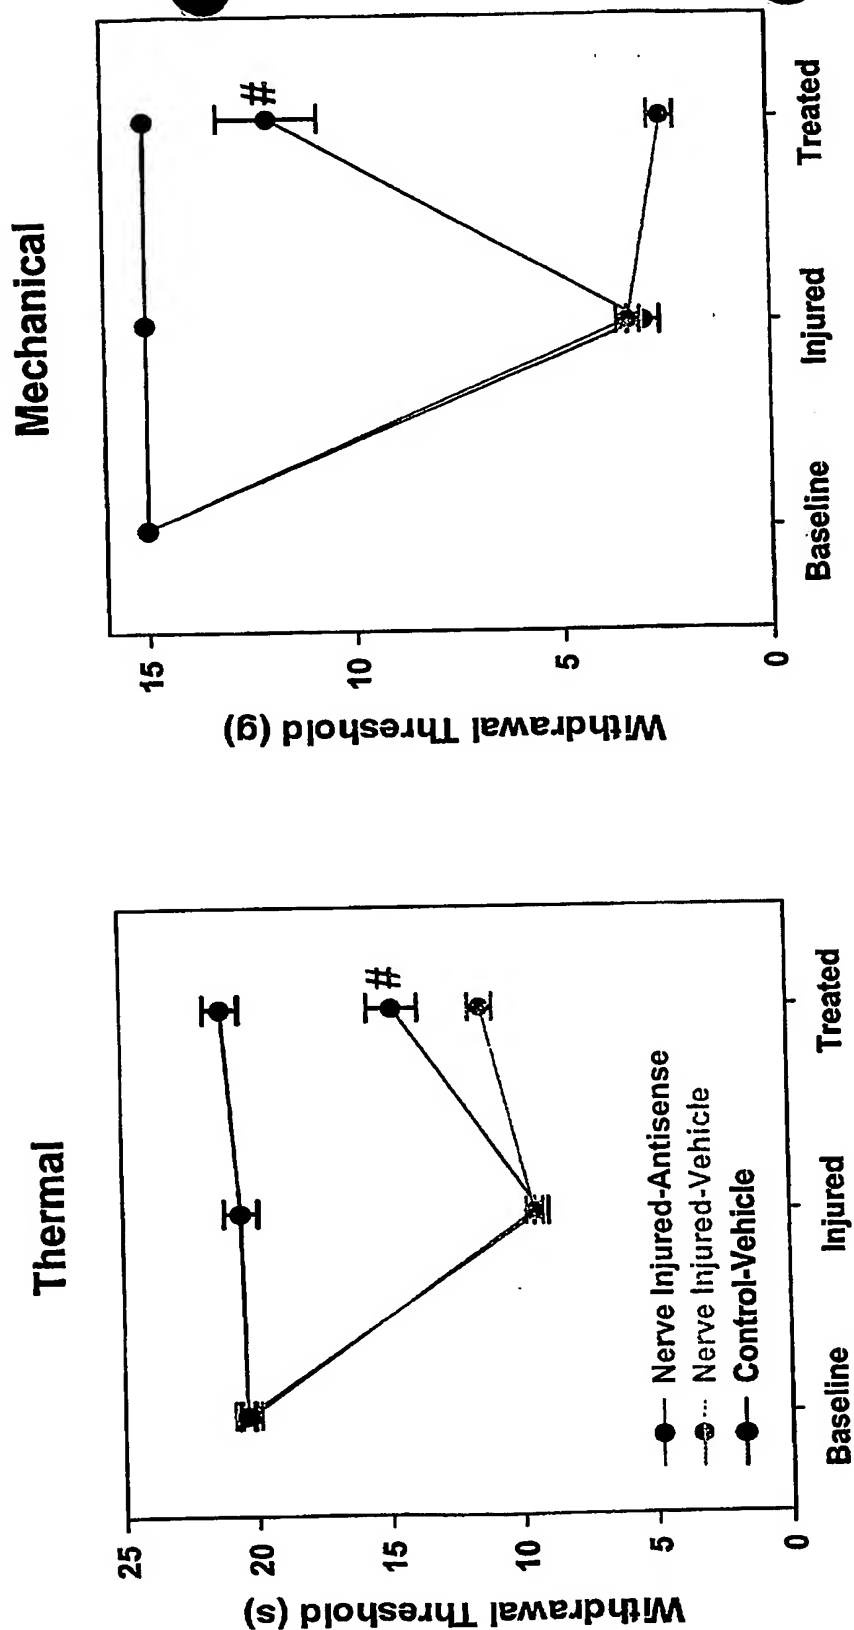 Thermal
Withdrawal Threshold (s)
25
20
15
10
5
0
#
Nerve Injured-Antisense
Nerve Injured-Vehicle
Control-Vehicle
Baseline
Injured
Treated
Mechanical
Withdrawal Threshold (g)
15
10
5
0
#
Baseline
Injured
Treated